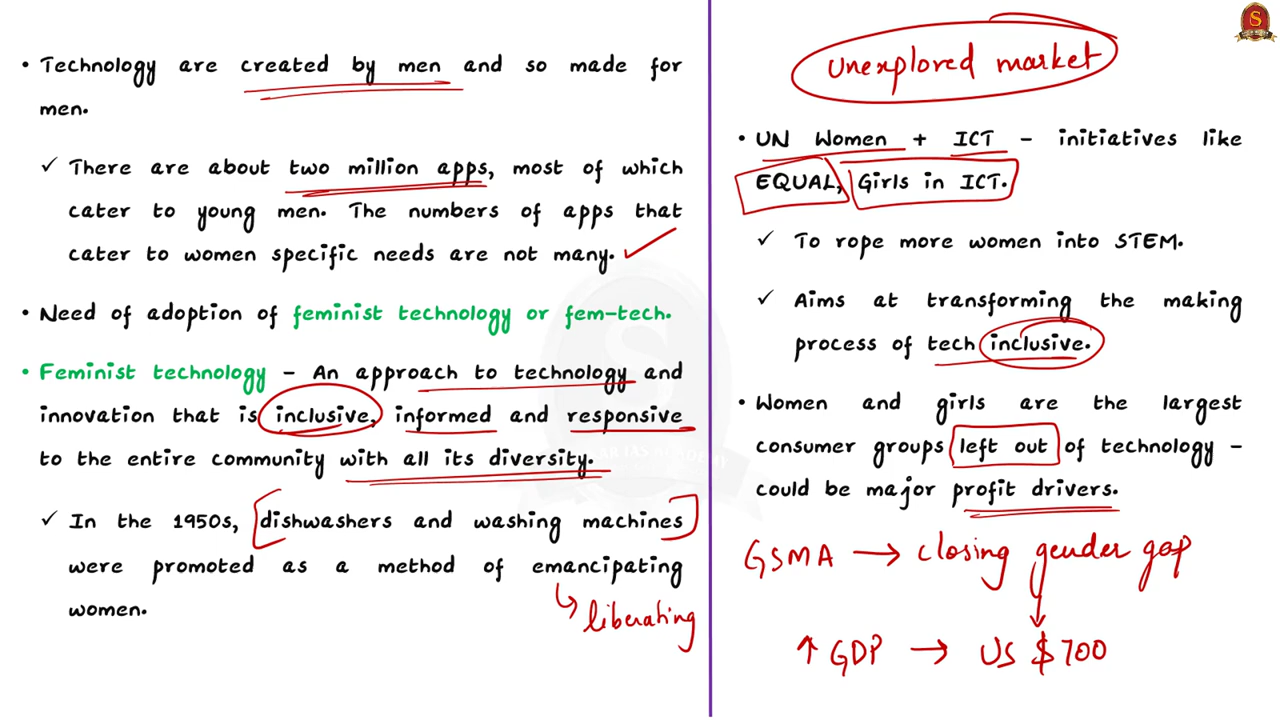 • Technology are created by men and so made for
men.
✓ There are about two million apps, most of which
cater to young men. The numbers of apps that
cater to women specific needs are not many.
• Need of adoption of feminist technology or fem-tech.
• Feminist technology – An approach to technology and
innovation that is inclusive, informed and responsive
to the entire community with all its diversity.
✓ In the 1950s, dishwashers and washing machines
were promoted as a method of emancipating
women.
liberating
Unexplored market
• UN Women + ICT – initiatives like
EQUAL, Girls in ICT.
✓ To rope more women into STEM.
✓ Aims at transforming the making
process of tech inclusive.
• Women and girls are the largest
consumer groups left out of technology –
could be major profit drivers.
GSMA → closing gender gap
↑ GDP → US $700
S